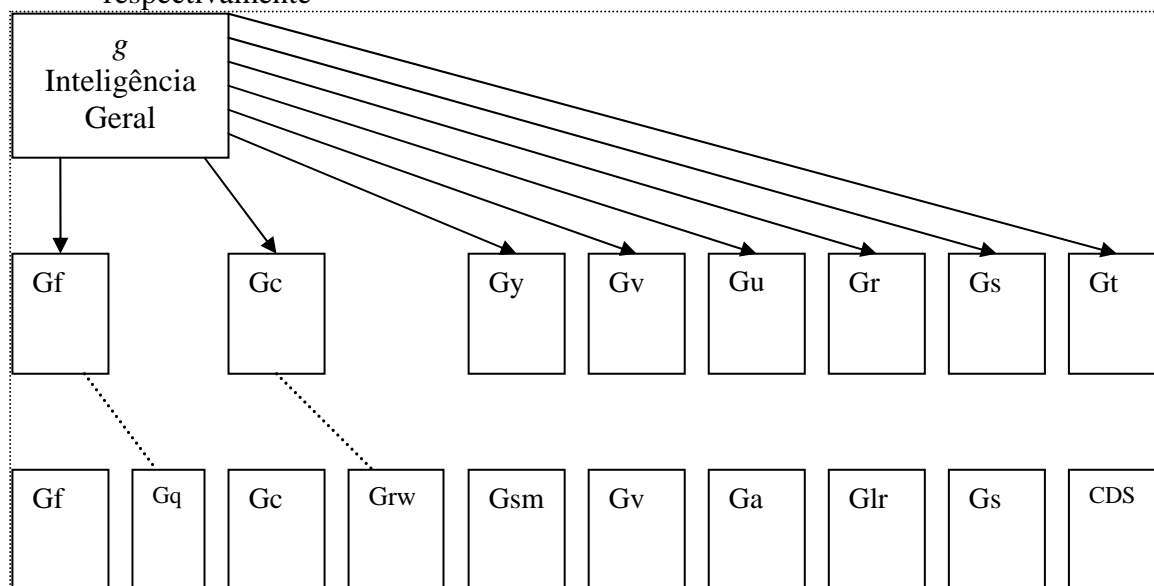 respectivamente
g
Inteligência
Geral
Gf Gc Gy Gv Gu Gr Gs Gt
Gf Gq Gc Grw Gsm Gv Ga Glr Gs CDS